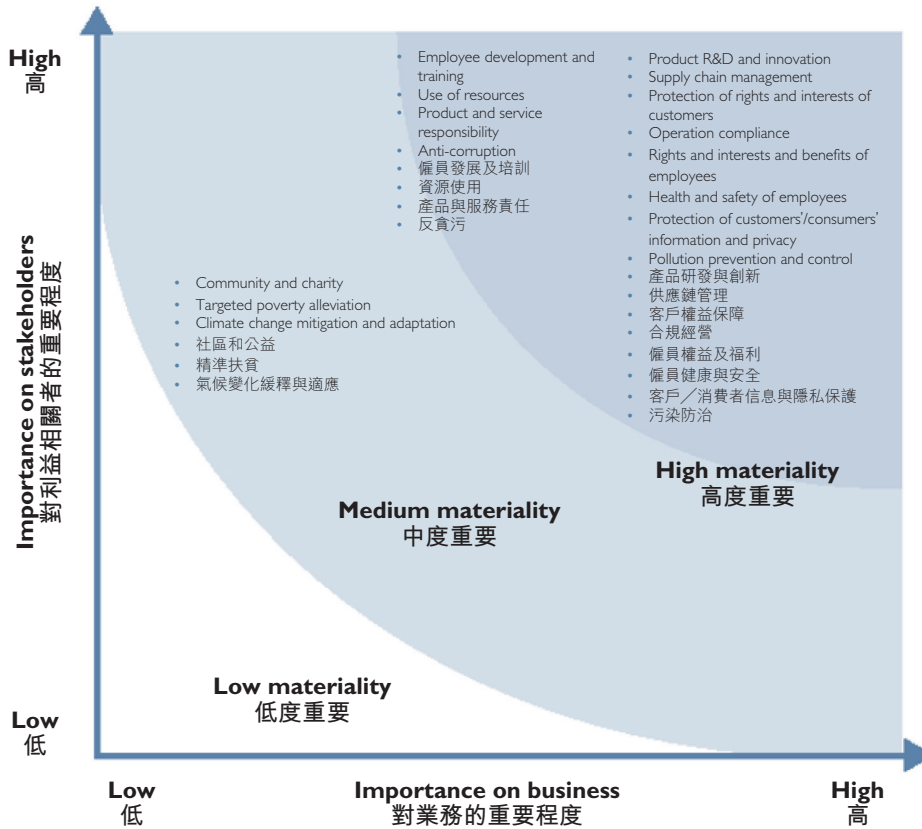 High
高
Importance on stakeholders
對利益相關者的重要程度
Low
低
• Employee development and
training
• Use of resources
• Product and service
responsibility
• Anti-corruption
• 僱員發展及培訓
• 資源使用
• 產品與服務責任
• 反貪污
• Product R&D and innovation
• Supply chain management
• Protection of rights and interests of
customers
• Operation compliance
• Rights and interests and benefits of
employees
• Health and safety of employees
• Protection of customers'/consumers'
information and privacy
• Pollution prevention and control
• 產品研發與創新
• 供應鏈管理
• 客戶權益保障
• 合規經營
• 僱員權益及福利
• 僱員健康與安全
• 客戶／消費者信息與隱私保護
• 污染防治
• Community and charity
• Targeted poverty alleviation
• Climate change mitigation and adaptation
• 社區和公益
• 精準扶貧
• 氣候變化緩釋與適應
High materiality
高度重要
Medium materiality
中度重要
Low materiality
低度重要
Low
低
Importance on business
對業務的重要程度
High
高